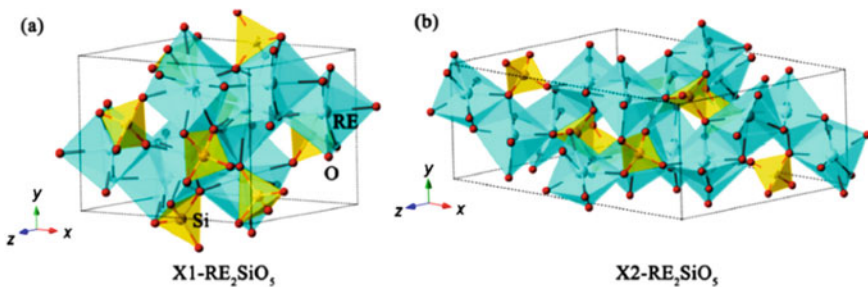 (a)
RE
O
Si
y
z x
X1-RE₂SiO₅
(b)
y
z x
X2-RE₂SiO₅